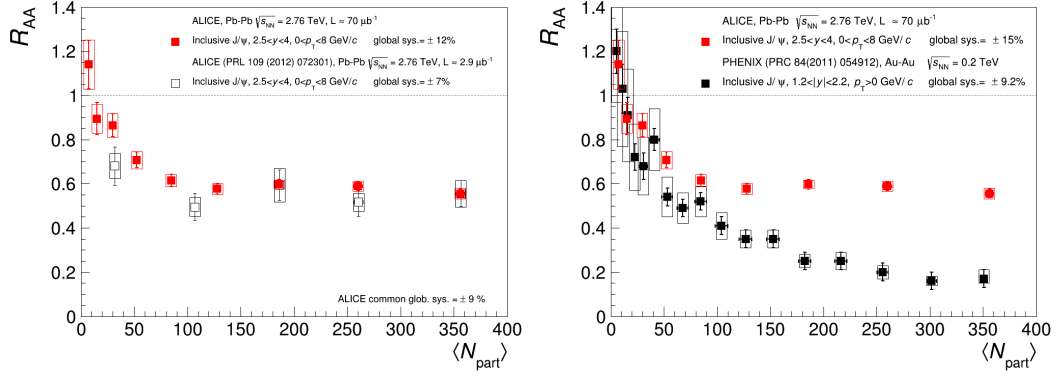 R_AA
1.4
1.2
1
0.8
0.6
0.4
0.2
0
ALICE, Pb-Pb √s_NN = 2.76 TeV, L ≈ 70 μb⁻¹
Inclusive J/ψ, 2.5<y<4, 0<p_T<8 GeV/c global sys.= ± 12%
ALICE (PRL 109 (2012) 072301), Pb-Pb √s_NN = 2.76 TeV, L ≈ 2.9 μb⁻¹
Inclusive J/ψ, 2.5<y<4, 0<p_T<8 GeV/c global sys.= ± 7%
ALICE common glob. sys. = ± 9 %
0 50 100 150 200 250 300 350 400
⟨N_part⟩
R_AA
1.4
1.2
1
0.8
0.6
0.4
0.2
0
ALICE, Pb-Pb √s_NN = 2.76 TeV, L ≈ 70 μb⁻¹
Inclusive J/ψ, 2.5<y<4, 0<p_T<8 GeV/c global sys.= ± 15%
PHENIX (PRC 84(2011) 054912), Au-Au √s_NN = 0.2 TeV
Inclusive J/ψ, 1.2<|y|<2.2, p_T>0 GeV/c global sys.= ± 9.2%
0 50 100 150 200 250 300 350 400
⟨N_part⟩